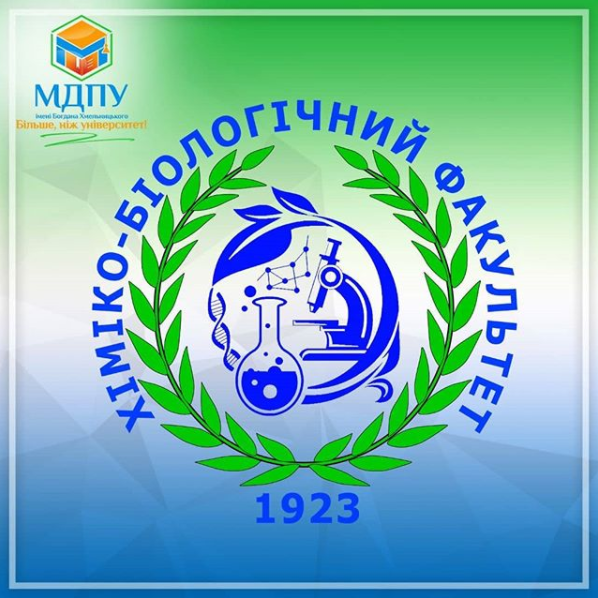 МДПУ
імені Богдана Хмельницького
Більше, ніж університет!
ХІМІКО-БІОЛОГІЧНИЙ ФАКУЛЬТЕТ
1923